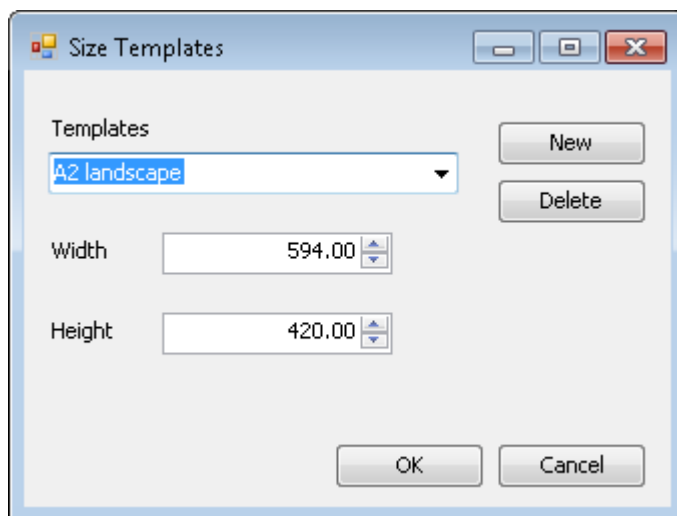 Size Templates
Templates
New
A2 landscape
Delete
Width
594.00
Height
420.00
OK
Cancel